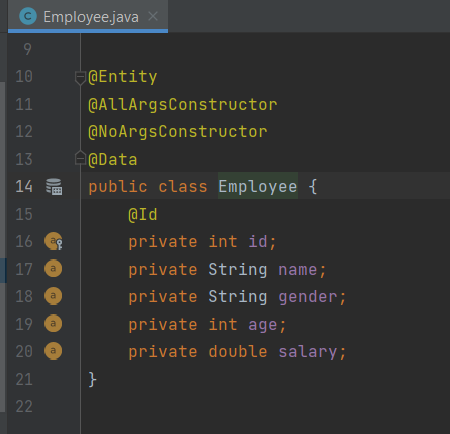 Employee.java
9
10 @Entity
11 @AllArgsConstructor
12 @NoArgsConstructor
13 @Data
14 public class Employee {
15 @Id
16 private int id;
17 private String name;
18 private String gender;
19 private int age;
20 private double salary;
21 }
22